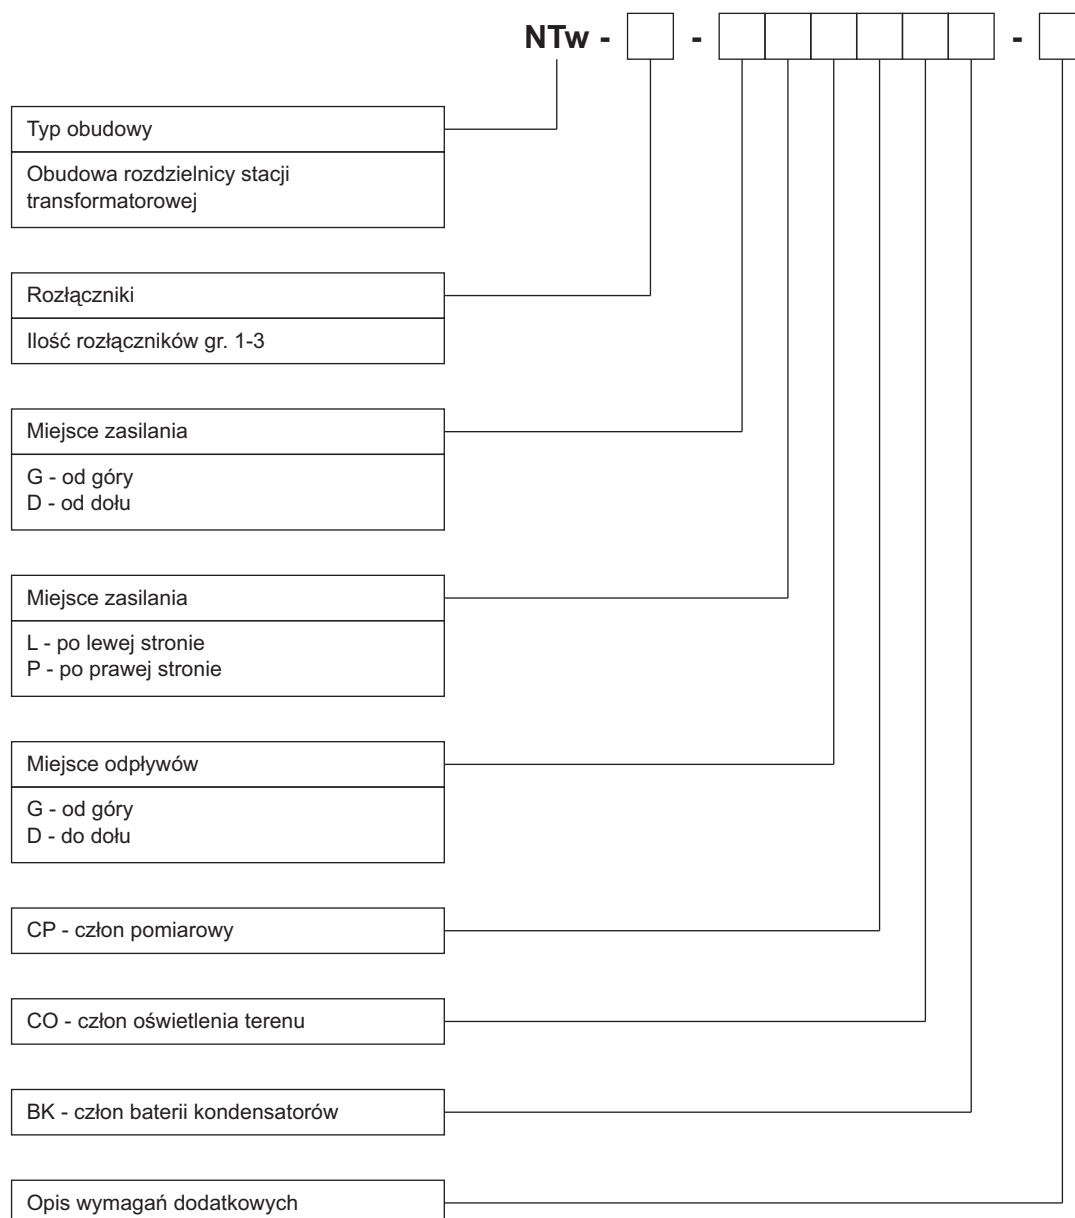 NTw - - -
Typ obudowy
Obudowa rozdzielnicy stacji
transformatorowej
Rozłączniki
Ilość rozłączników gr. 1-3
Miejsce zasilania
G - od góry
D - od dołu
Miejsce zasilania
L - po lewej stronie
P - po prawej stronie
Miejsce odpływów
G - od góry
D - do dołu
CP - człon pomiarowy
CO - człon oświetlenia terenu
BK - człon baterii kondensatorów
Opis wymagań dodatkowych